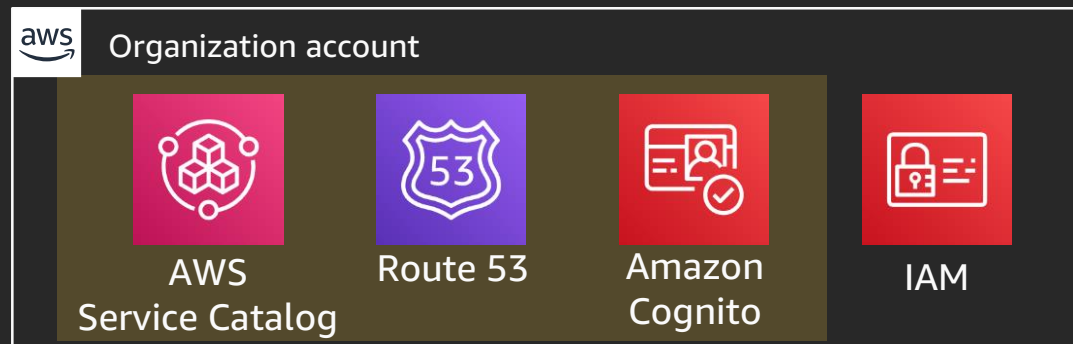 aws
Organization account
53
AWS
Service Catalog
Route 53
Amazon
Cognito
IAM